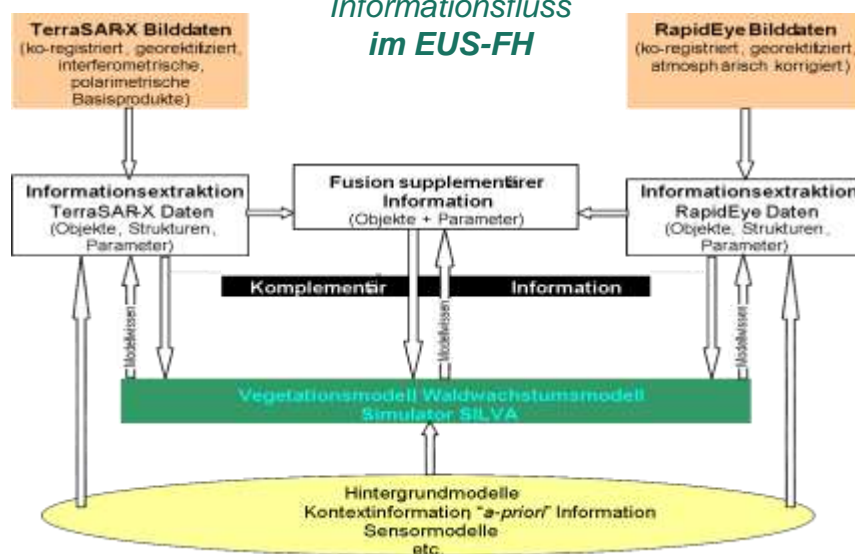 Informationsfluss
im EUS-FH
TerraSAR-X Bilddaten
(ko-registriert, georektifiziert,
interferometrische,
polarimetrische
Basisprodukte)
RapidEye Bilddaten
(ko-registriert, georektifiziert,
atmosphärisch korrigiert)
Informationsextraktion
TerraSAR-X Daten
(Objekte, Strukturen,
Parameter)
Fusion supplementärer
Information
(Objekte + Parameter)
Informationsextraktion
RapidEye Daten
(Objekte, Strukturen,
Parameter)
Komplementär Information
Modellwissen
Modellwissen
Modellwissen
Vegetationsmodell Waldwachstumsmodell
Simulator SILVA
Hintergrundmodelle
Kontextinformation "a-priori" Information
Sensormodelle
etc